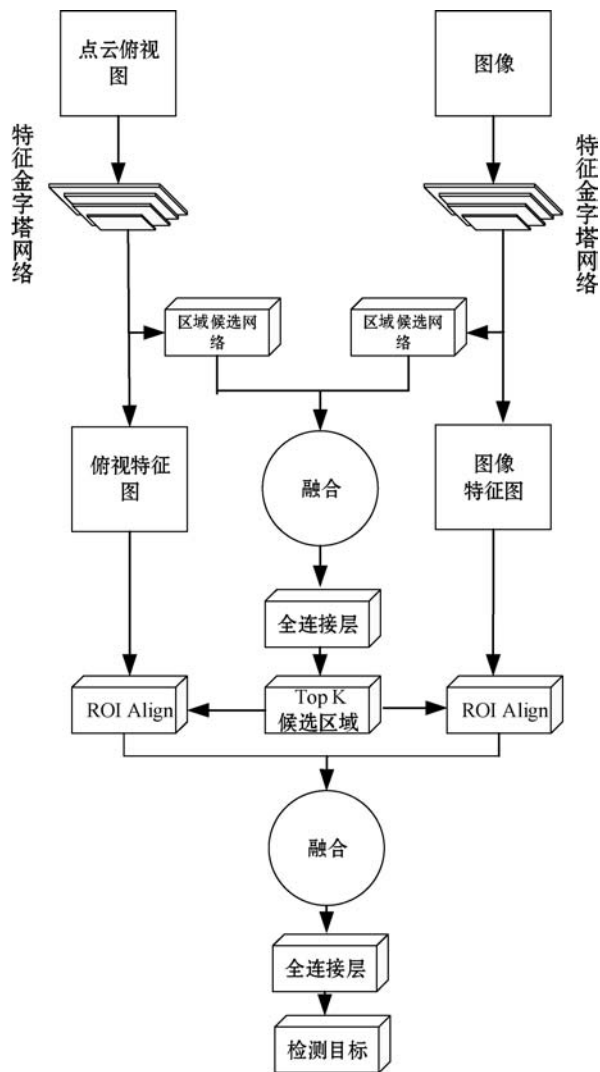 点云俯视
图
图像
特征金字塔网络
特征金字塔网络
区域候选网
络
区域候选网
络
俯视特征
图
融合
图像
特征图
全连接层
ROI Align
Top K
候选区域
ROI Align
融合
全连接层
检测目标